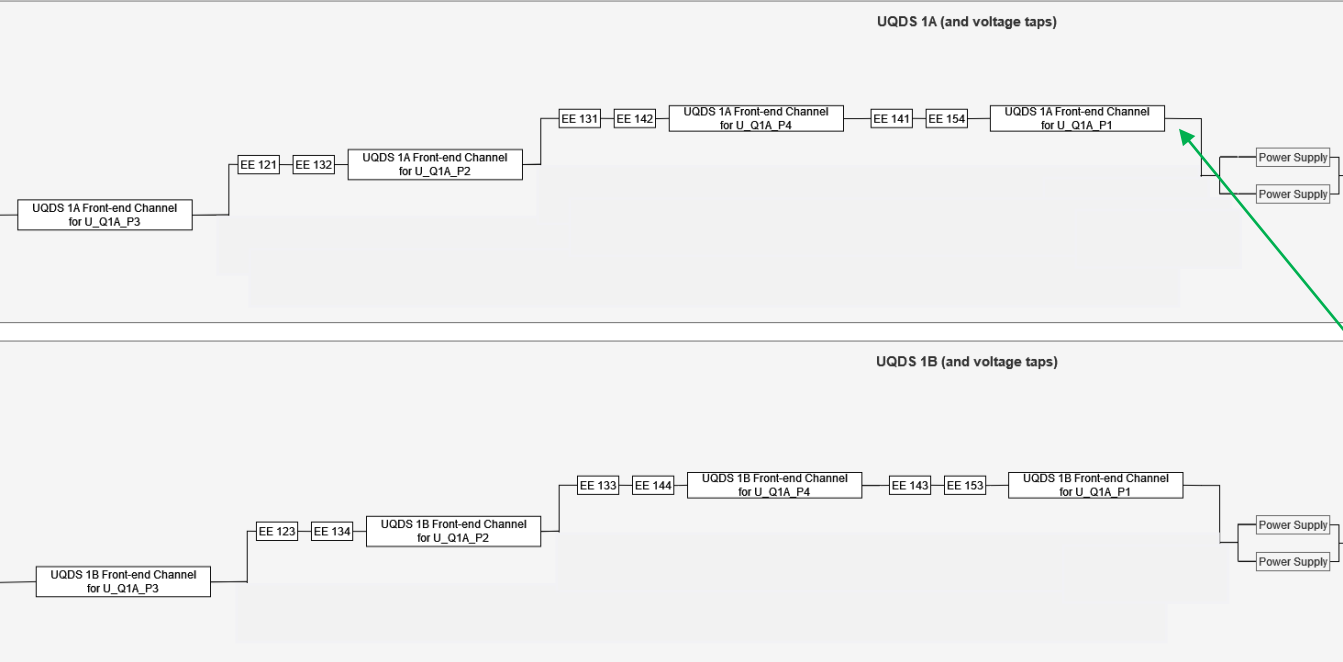 UQDS 1A (and voltage taps)
EE 131
EE 142
UQDS 1A Front-end Channel
for U_Q1A_P4
EE 141
EE 154
UQDS 1A Front-end Channel
for U_Q1A_P1
EE 121
EE 132
UQDS 1A Front-end Channel
for U_Q1A_P2
Power Supply
Power Supply
UQDS 1A Front-end Channel
for U_Q1A_P3
UQDS 1B (and voltage taps)
EE 133
EE 144
UQDS 1B Front-end Channel
for U_Q1A_P4
EE 143
EE 153
UQDS 1B Front-end Channel
for U_Q1A_P1
EE 123
EE 134
UQDS 1B Front-end Channel
for U_Q1A_P2
Power Supply
Power Supply
UQDS 1B Front-end Channel
for U_Q1A_P3